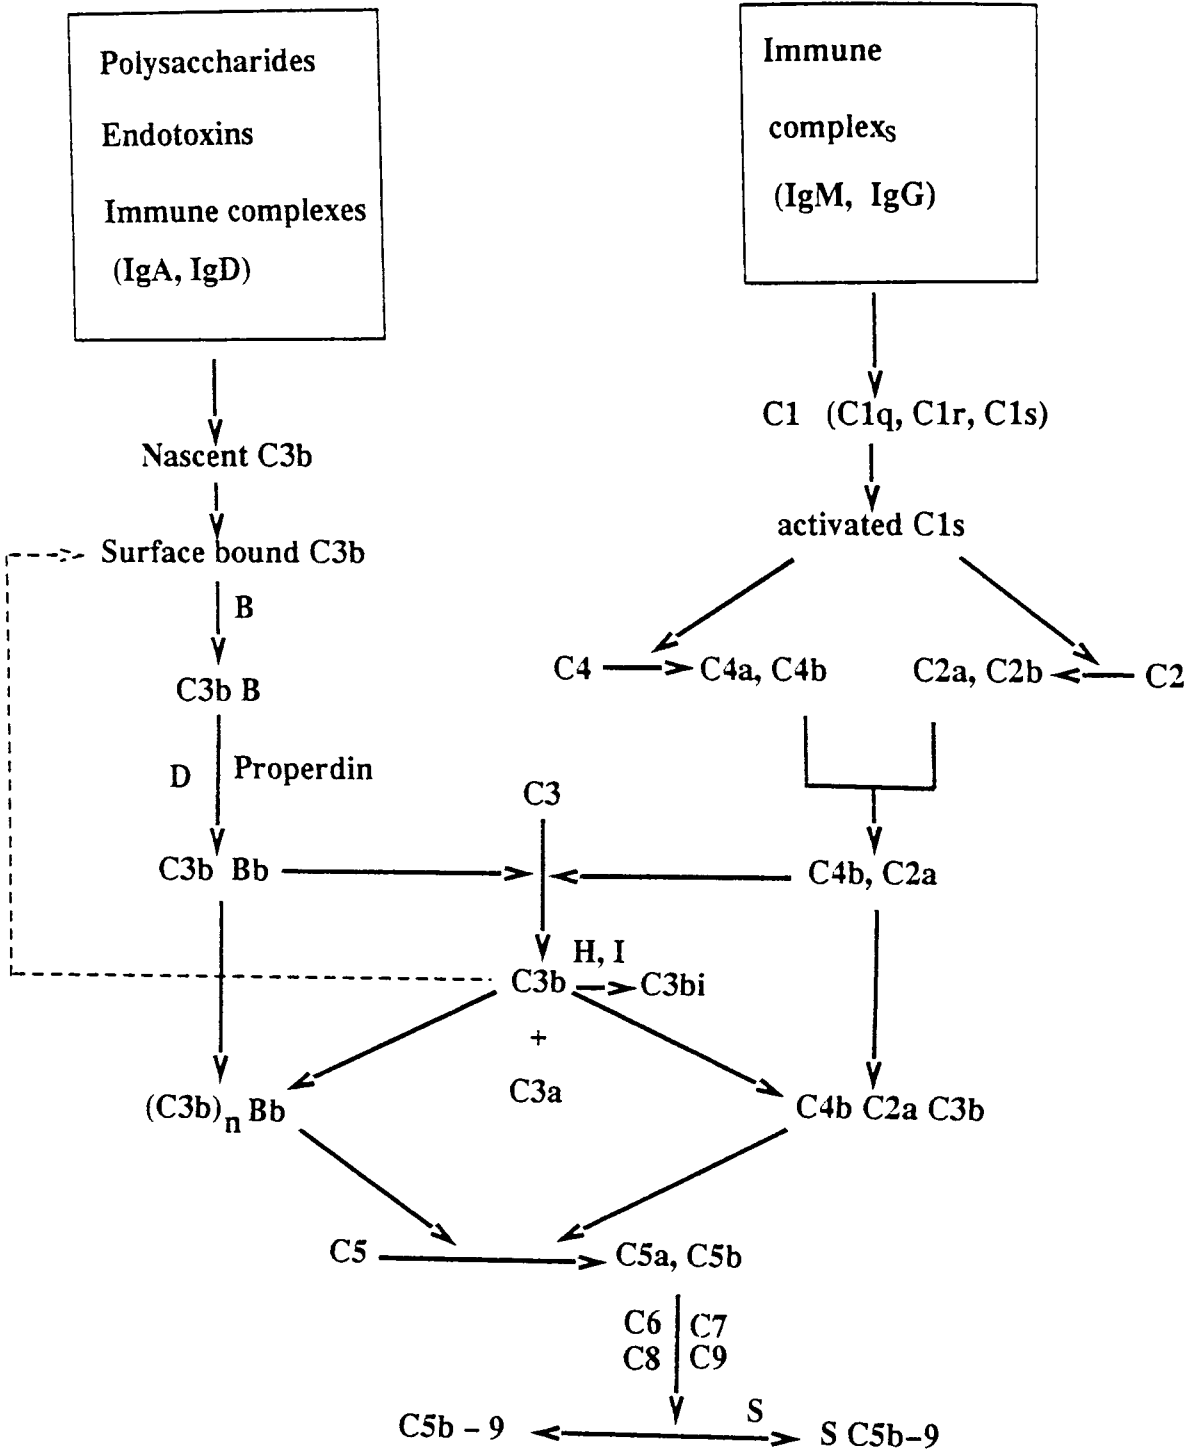 Polysaccharides
Endotoxins
Immune complexes
(IgA, IgD)
Immune
complexs
(IgM, IgG)
Nascent C3b
Surface bound C3b
B
C3b B
D Properdin
C3b Bb
C1 (C1q, C1r, C1s)
activated C1s
C4 C4a, C4b C2a, C2b C2
C3
C4b, C2a
H, I
C3b C3bi
+
C3a
(C3b)n Bb
C4b C2a C3b
C5 C5a, C5b
C6 C7
C8 C9
S
C5b – 9 S C5b–9